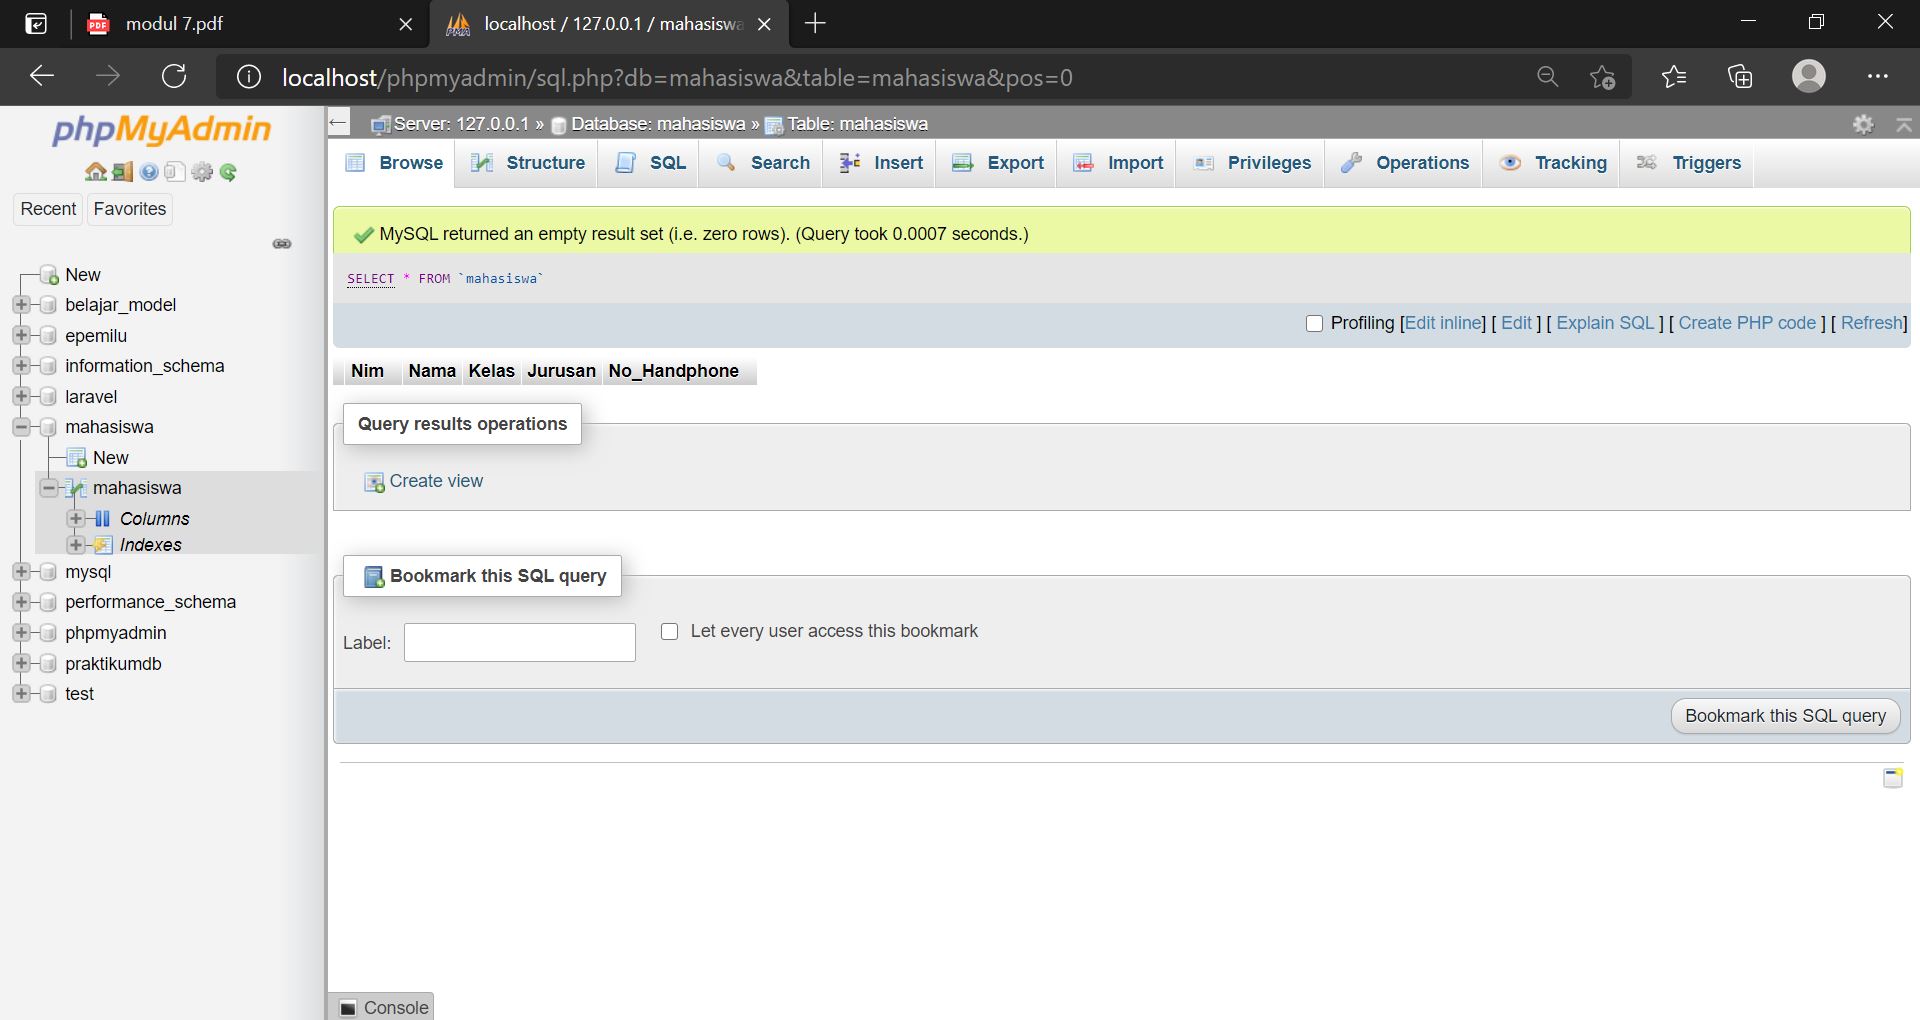 modul 7.pdf
localhost / 127.0.0.1 / mahasiswa
localhost/phpmyadmin/sql.php?db=mahasiswa&table=mahasiswa&pos=0
phpMyAdmin
Recent
Favorites
New
belajar_model
epemilu
information_schema
laravel
mahasiswa
New
mahasiswa
Columns
Indexes
mysql
performance_schema
phpmyadmin
praktikumdb
test
Server: 127.0.0.1 » Database: mahasiswa » Table: mahasiswa
Browse Structure SQL Search Insert Export Import Privileges Operations Tracking Triggers
MySQL returned an empty result set (i.e. zero rows). (Query took 0.0007 seconds.)
SELECT * FROM `mahasiswa`
Profiling [Edit inline] [ Edit ] [ Explain SQL ] [ Create PHP code ] [ Refresh]
Nim Nama Kelas Jurusan No_Handphone
Query results operations
Create view
Bookmark this SQL query
Label:
Let every user access this bookmark
Bookmark this SQL query
Console